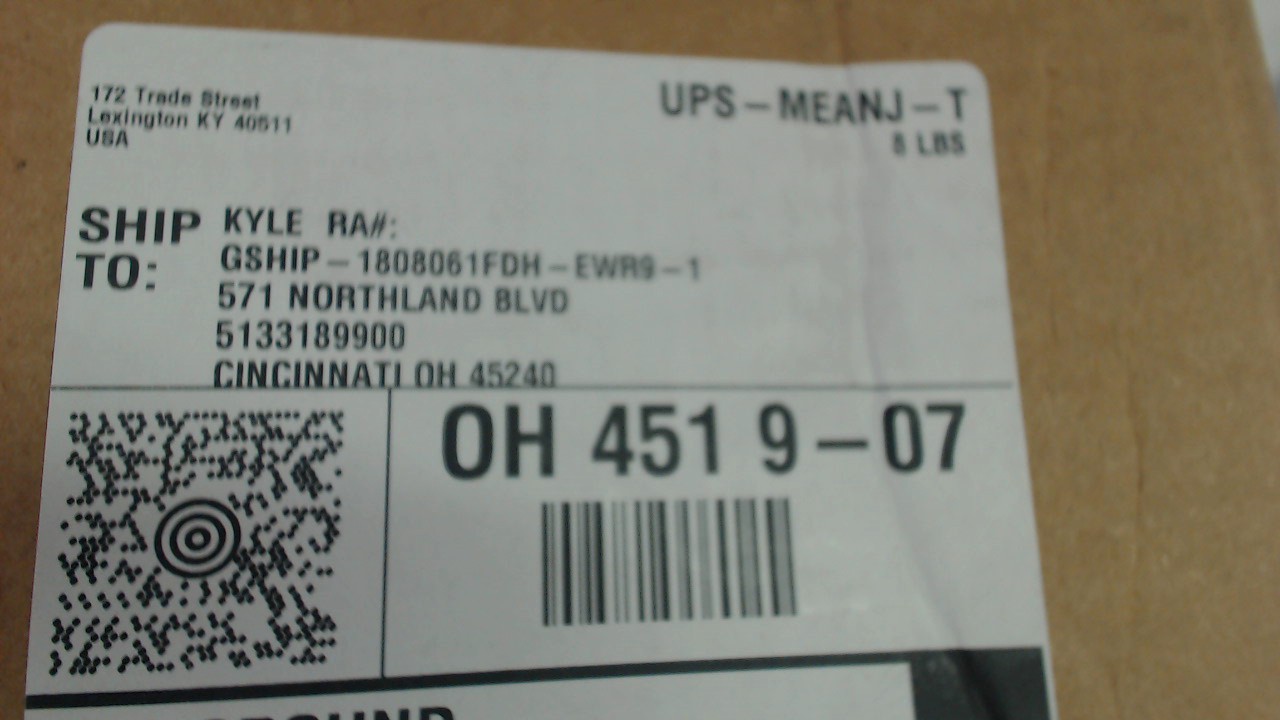 172 Trade Street
Lexington KY 40511
USA
UPS-MEANJ-T
8 LBS
SHIP TO:
KYLE RA#:
GSHIP-1808061FDH-EWR9-1
571 NORTHLAND BLVD
5133189900
CINCINNATI OH 45240
OH 451 9-07
GROUND